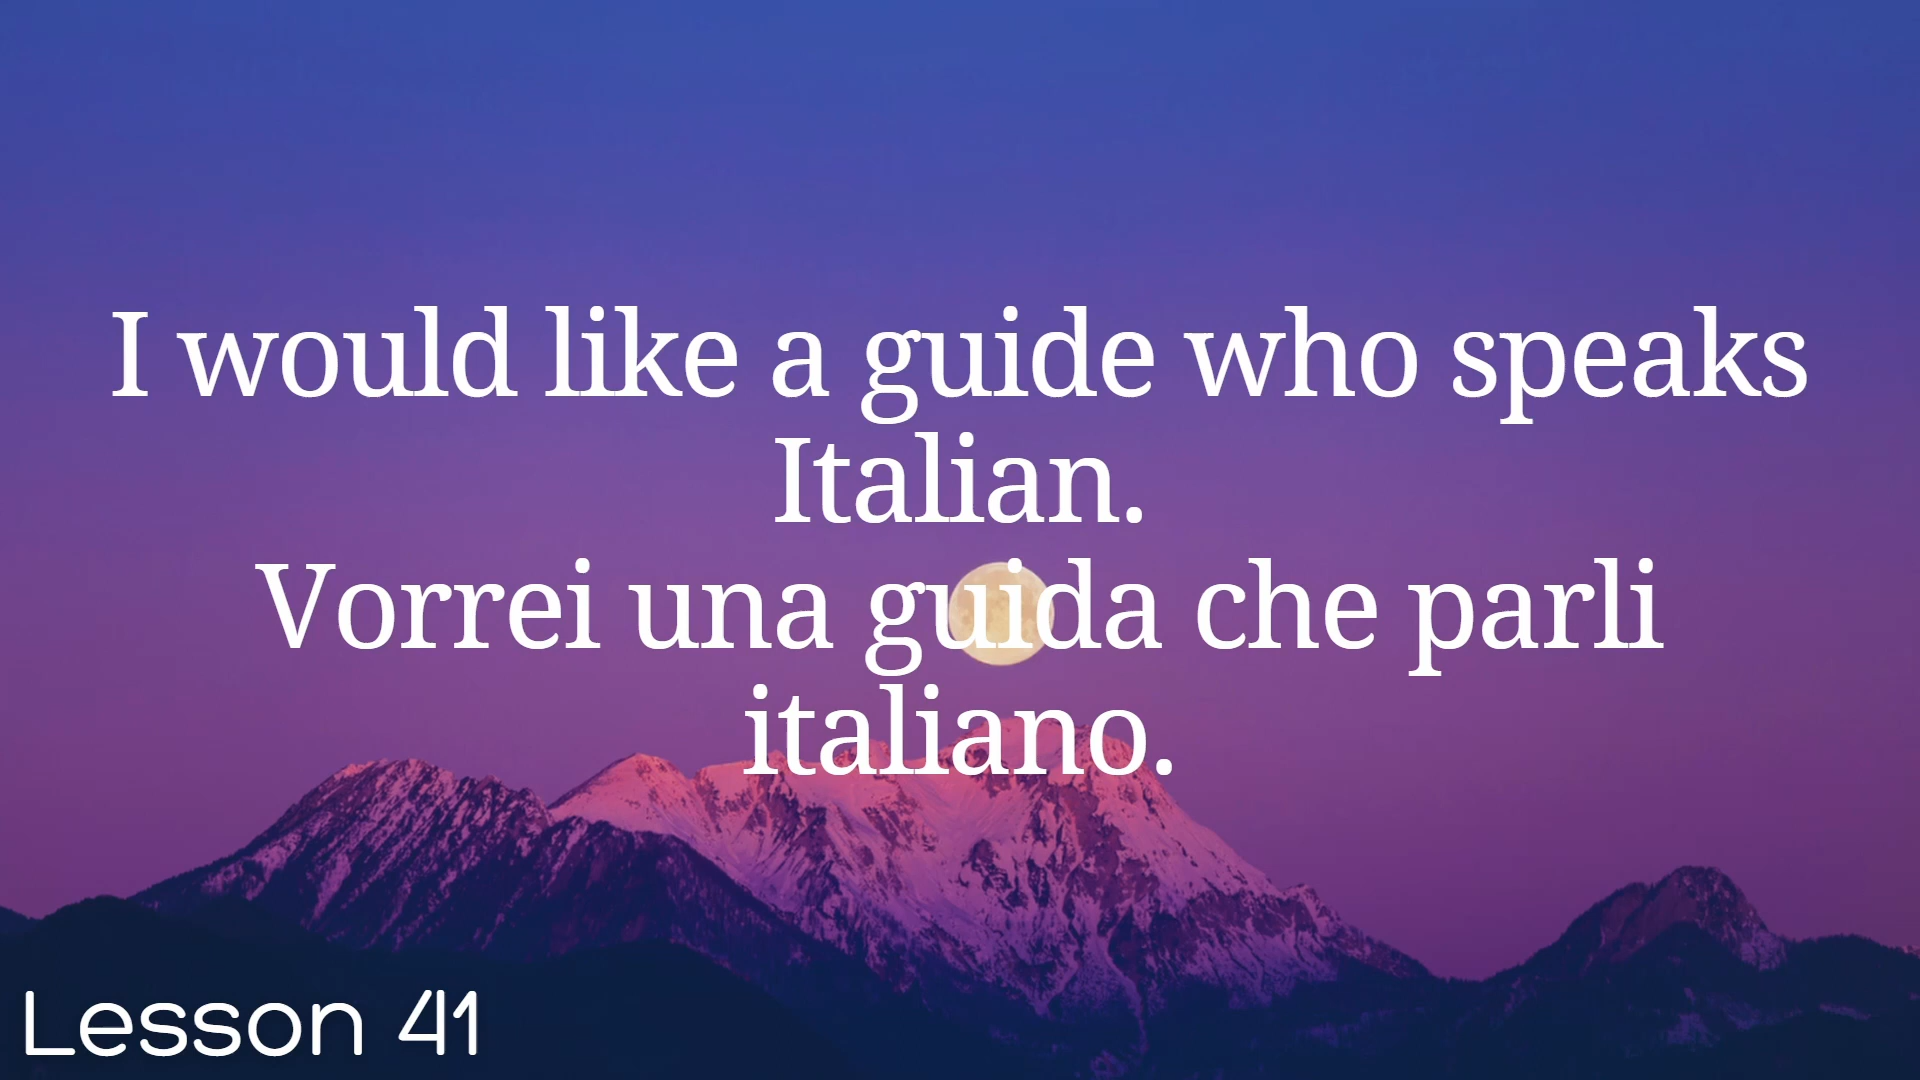 I would like a guide who speaks
Italian.
Vorrei una guida che parli
italiano.
Lesson 41